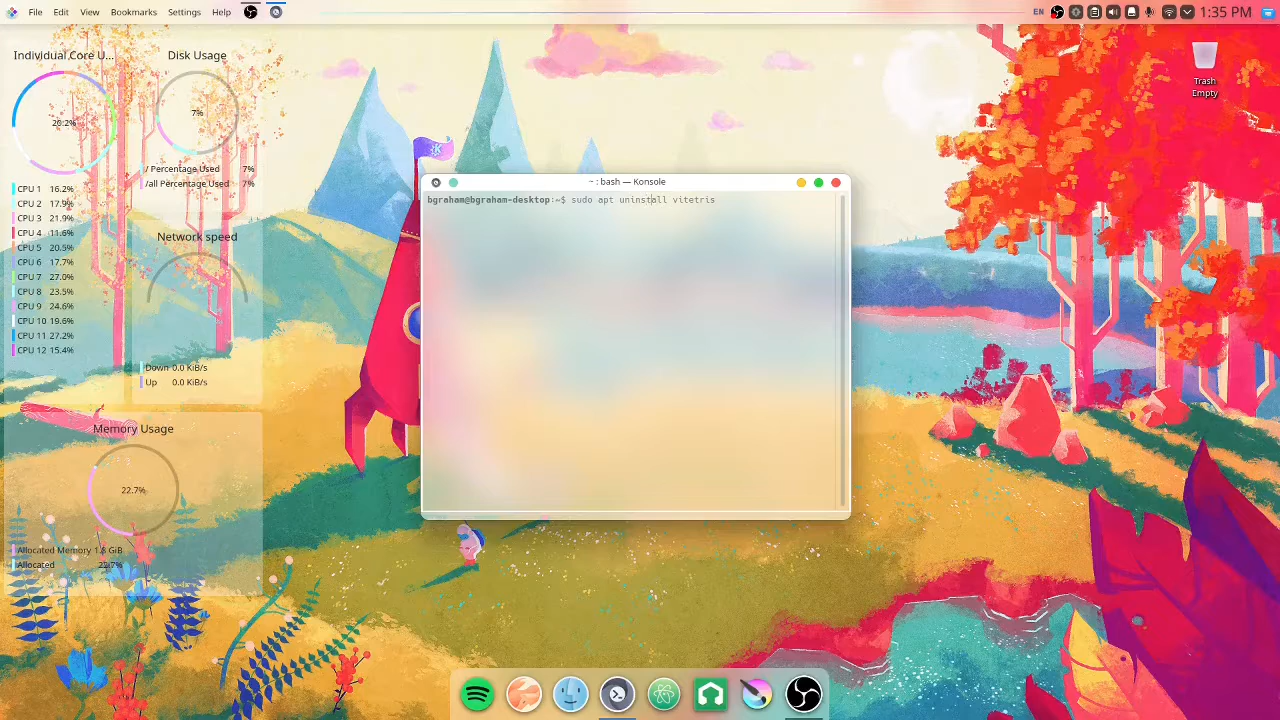 File Edit View Bookmarks Settings Help
EN
1:35 PM
Individual Core U...
20.2%
CPU 1 16.2%
CPU 2 17.9%
CPU 3 21.9%
CPU 4 11.6%
CPU 5 20.5%
CPU 6 17.7%
CPU 7 27.0%
CPU 8 23.5%
CPU 9 24.6%
CPU 10 19.6%
CPU 11 27.2%
CPU 12 15.4%
Disk Usage
7%
/ Percentage Used 7%
/all Percentage Used 7%
Network speed
Down 0.0 KiB/s
Up 0.0 KiB/s
Memory Usage
22.7%
Allocated Memory 1.8 GiB
Allocated 22.7%
K
~ : bash — Konsole
bgraham@bgraham-desktop:~$ sudo apt uninstall vitetris
Trash
Empty